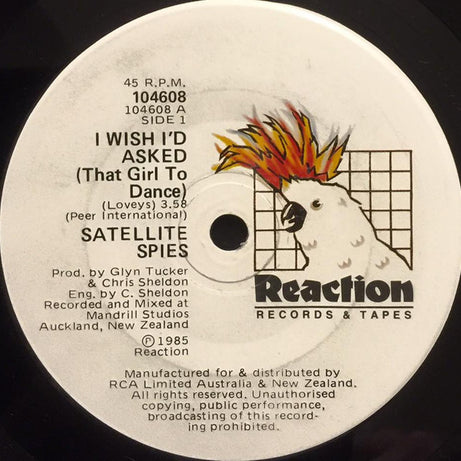 45 R.P.M.
104608
104608 A
SIDE 1
I WISH I'D
ASKED
(That Girl To
Dance)
(Loveys) 3.58
(Peer International)
SATELLITE
SPIES
Prod. by Glyn Tucker
& Chris Sheldon
Eng. by C. Sheldon
Recorded and Mixed at
Mandrill Studios
Auckland, New Zealand
Ⓟ1985
Reaction
Reaction
RECORDS & TAPES
Manufactured for & distributed by
RCA Limited Australia & New Zealand.
All rights reserved. Unauthorised
copying, public performance,
broadcasting of this record-
ing prohibited.